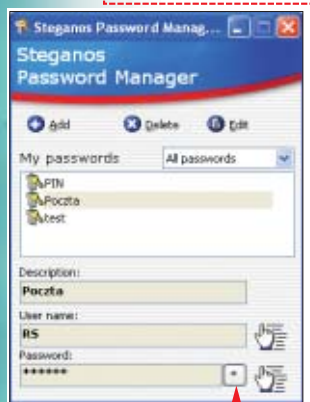 Steganos Password Manag...
Steganos
Password Manager
Add Delete Edit
My passwords All passwords
PIN
Poczta
test
Description:
Poczta
User name:
RS
Password:
******